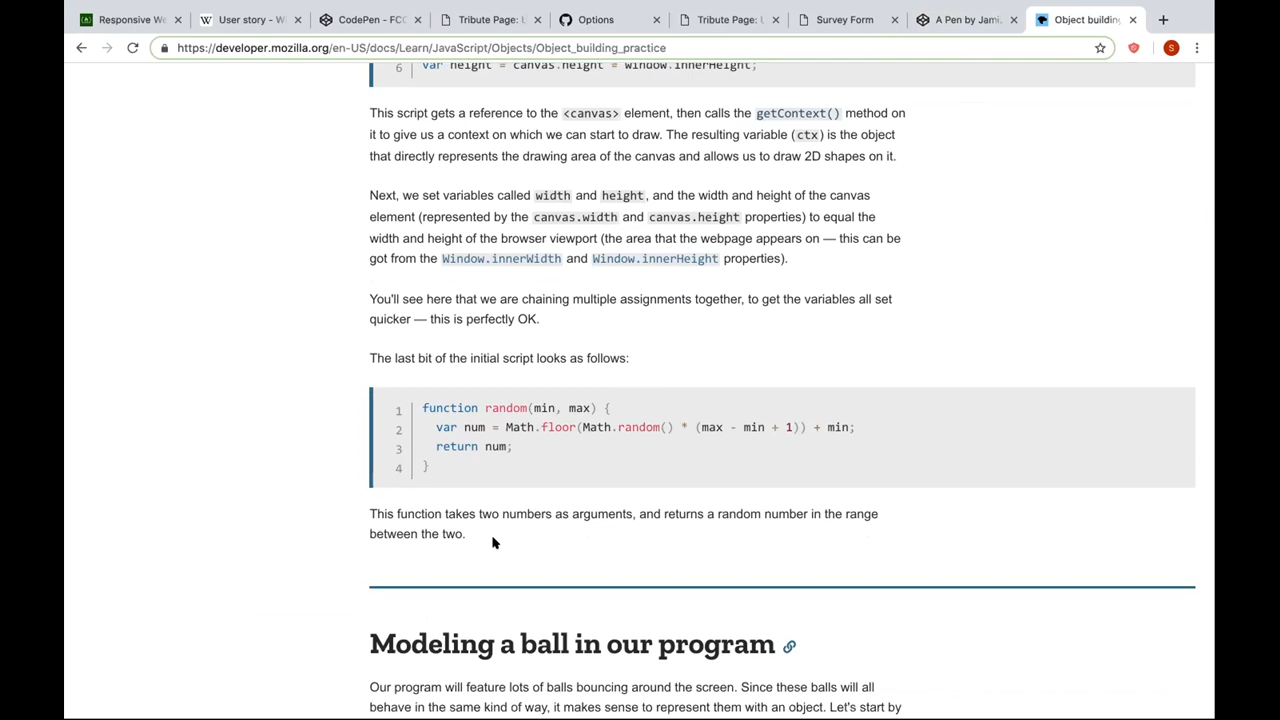 Responsive We
User story - W
CodePen - FCC
Tribute Page: U
Options
Tribute Page: U
Survey Form
A Pen by Jami
Object building
https://developer.mozilla.org/en-US/docs/Learn/JavaScript/Objects/Object_building_practice
S
6 var height = canvas.height = window.innerHeight;
This script gets a reference to the <canvas> element, then calls the getContext() method on
it to give us a context on which we can start to draw. The resulting variable (ctx) is the object
that directly represents the drawing area of the canvas and allows us to draw 2D shapes on it.
Next, we set variables called width and height, and the width and height of the canvas
element (represented by the canvas.width and canvas.height properties) to equal the
width and height of the browser viewport (the area that the webpage appears on — this can be
got from the Window.innerWidth and Window.innerHeight properties).
You'll see here that we are chaining multiple assignments together, to get the variables all set
quicker — this is perfectly OK.
The last bit of the initial script looks as follows:
1 function random(min, max) {
2 var num = Math.floor(Math.random() * (max - min + 1)) + min;
3 return num;
4 }
This function takes two numbers as arguments, and returns a random number in the range
between the two.
Modeling a ball in our program
Our program will feature lots of balls bouncing around the screen. Since these balls will all
behave in the same kind of way, it makes sense to represent them with an object. Let's start by